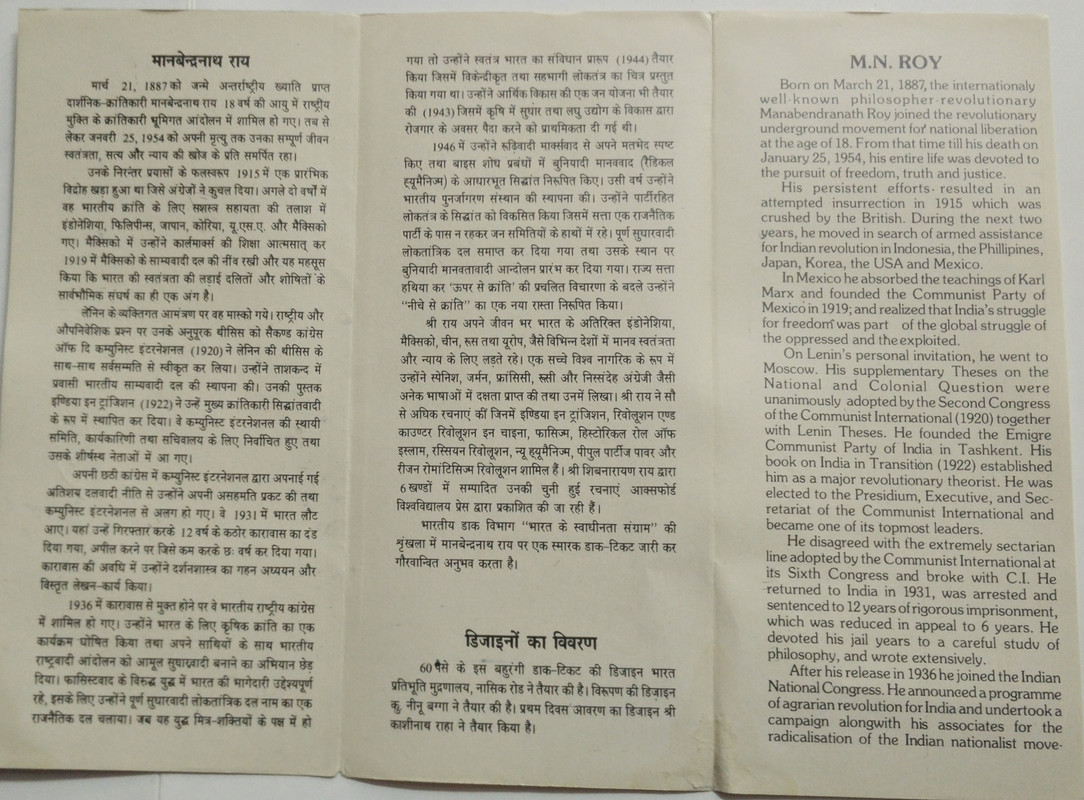 मानबेन्द्रनाथ राय
मार्च 21, 1887 को जन्मे अन्तर्राष्ट्रीय ख्याति प्राप्त
दार्शनिक-क्रांतिकारी मानबेन्द्रनाथ राय 18 वर्ष की आयु में राष्ट्रीय
मुक्ति के क्रांतिकारी भूमिगत आंदोलन में शामिल हो गए। तब से
लेकर जनवरी 25, 1954 को अपनी मृत्यु तक उनका सम्पूर्ण जीवन
स्वतंत्रता, सत्य और न्याय की खोज के प्रति समर्पित रहा।
उनके निरंन्तर प्रयासों के फलस्वरूप 1915 में एक प्रारंभिक
विद्रोह खड़ा हुआ था जिसे अंग्रेजों ने कुचल दिया। अगले दो वर्षों में
वह भारतीय क्रांति के लिए सशस्त्र सहायता की तलाश में
इंडोनेशिया, फिलिपीन्स, जापान, कोरिया, यू.एस.ए. और मैक्सिको
गए। मैक्सिको में उन्होंने कार्लमार्क्स की शिक्षा आत्मसात् कर
1919 में मैक्सिको के साम्यवादी दल की नींव रखी और यह महसूस
किया कि भारत की स्वतंत्रता की लडाई दलितों और शोषितों के
सार्वभौमिक संघर्ष का ही एक अंग है।
लेनिन के व्यक्तिगत आमंत्रण पर वह मास्को गये। राष्ट्रीय और
औपनिवेशिक प्रश्न पर उनके अनुपूरक थीसिस को सैकण्ड कांग्रेस
ऑफ दि कम्युनिस्ट इंटरनेशनल (1920) ने लेनिन की थीसिस के
साथ-साथ सर्वसम्मति से स्वीकृत कर लिया। उन्होंने ताशकन्द में
प्रवासी भारतीय साम्यवादी दल की स्थापना की। उनकी पुस्तक
इण्डिया इन ट्रांजिशन (1922) ने उन्हें मुख्य क्रांतिकारी सिद्धांतवादी
के रूप में स्थापित कर दिया। वे कम्युनिस्ट इंटरनेशनल की स्थायी
समिति, कार्यकारिणी तथा सचिवालय के लिए निर्वाचित हुए तथा
उसके शीर्षस्थ नेताओं में आ गए।
अपनी छठी कांग्रेस में कम्युनिस्ट इंटरनेशनल द्वारा अपनाई गई
अतिशय दलवादी नीति से उन्होंने अपनी असहमति प्रकट की तथा
कम्युनिस्ट इंटरनेशनल से अलग हो गए। वे 1931 में भारत लौट
आए। यहां उन्हें गिरफ्तार करके 12 वर्ष के कठोर कारावास का दंड
दिया गया, अपील करने पर जिसे कम करके छः वर्ष कर दिया गया।
कारावास की अवधि में उन्होंने दर्शनशास्त्र का गहन अध्ययन और
विस्तृत लेखन-कार्य किया।
1936 में कारावास से मुक्त होने पर वे भारतीय राष्ट्रीय कांग्रेस
में शामिल हो गए। उन्होंने भारत के लिए कृषिक क्रांति का एक
कार्यक्रम घोषित किया तथा अपने साथियों के साथ भारतीय
राष्ट्रवादी आंदोलन को आमूल सुधारवादी बनाने का अभियान छेड़
दिया। फासिस्टवाद के विरुद्ध युद्ध में भारत की भागेदारी उद्देश्यपूर्ण
रहे, इसके लिए उन्होंने पूर्ण सुधारवादी लोकतांत्रिक दल नाम का एक
राजनैतिक दल चलाया। जब यह युद्ध मित्र-शक्तियों के पक्ष में हो
गया तो उन्होंने स्वतंत्र भारत का संविधान प्रारूप (1944) तैयार
किया जिसमें विकेन्द्रीकृत तथा सहभागी लोकतंत्र का चित्र प्रस्तुत
किया गया था। उन्होंने आर्थिक विकास की एक जन योजना भी तैयार
की (1943) जिसमें कृषि में सुधार तथा लघु उद्योग के विकास द्वारा
रोजगार के अवसर पैदा करने को प्राथमिकता दी गई थी।
1946 में उन्होंने रूढ़िवादी मार्क्सवाद से अपने मतभेद स्पष्ट
किए तथा बाइस शोध प्रबंधों में बुनियादी मानववाद (रैडिकल
ह्यूमैनिज्म) के आधारभूत सिद्धांत निरूपित किए। उसी वर्ष उन्होंने
भारतीय पुनर्जागरण संस्थान की स्थापना की। उन्होंने पार्टीरहित
लोकतंत्र के सिद्धांत को विकसित किया जिसमें सत्ता एक राजनैतिक
पार्टी के पास न रहकर जन समितियों के हाथों में रहे। पूर्ण सुधारवादी
लोकतांत्रिक दल समाप्त कर दिया गया तथा उसके स्थान पर
बुनियादी मानवतावादी आन्दोलन प्रारंभ कर दिया गया। राज्य सत्ता
हथिया कर ‘ऊपर से क्रांति’ की प्रचलित विचारणा के बदले उन्होंने
“नीचे से क्रांति” का एक नया रास्ता निरूपित किया।
श्री राय अपने जीवन भर भारत के अतिरिक्त इंडोनेशिया,
मैक्सिको, चीन, रूस तथा यूरोप, जैसे विभिन्न देशों में मानव स्वतंत्रता
और न्याय के लिए लड़ते रहे। एक सच्चे विश्व नागरिक के रूप में
उन्होंने स्पेनिश, जर्मन, फ्रांसिसी, रूसी और निस्संदेह अंग्रेजी जैसी
अनेक भाषाओं में दक्षता प्राप्त की तथा उनमें लिखा। श्री राय ने सौ
से अधिक रचनाएं कीं जिनमें इण्डिया इन ट्रांजिशन, रिवोलूशन एण्ड
काउण्टर रिवोलूशन इन चाइना, फासिज्म, हिस्टोरिकल रोल ऑफ
इस्लाम, रस्सियन रिवोलूशन, न्यू ह्यूमैनिज्म, पीपुल पार्टीज पावर और
रीजन रोमांटिसिज्म रिवोलूशन शामिल हैं। श्री शिबनारायण राय द्वारा
6 खण्डों में सम्पादित उनकी चुनी हुई रचनाएं आक्सफोर्ड
विश्वविद्यालय प्रेस द्वारा प्रकाशित की जा रही हैं।
भारतीय डाक विभाग “भारत के स्वाधीनता संग्राम” की
श्रृंखला में मानबेन्द्रनाथ राय पर एक स्मारक डाक-टिकट जारी कर
गौरवान्वित अनुभव करता है।
डिजाइनों का विवरण
60 पैसे के इस बहुरंगी डाक-टिकट की डिजाइन भारत
प्रतिभूति मुद्रणालय, नासिक रोड ने तैयार की है। विरूपण की डिजाइन
कु. नीनू बग्गा ने तैयार की है। प्रथम दिवस आवरण का डिजाइन श्री
काशीनाथ राहा ने तैयार किया है।
M.N. ROY
Born on March 21, 1887, the internationaly
well-known philosopher-revolutionary
Manabendranath Roy joined the revolutionary
underground movement for national liberation
at the age of 18. From that time till his death on
January 25, 1954, his entire life was devoted to
the pursuit of freedom, truth and justice.
His persistent efforts resulted in an
attempted insurrection in 1915 which was
crushed by the British. During the next two
years, he moved in search of armed assistance
for Indian revolution in Indonesia, the Phillipines,
Japan, Korea, the USA and Mexico.
In Mexico he absorbed the teachings of Karl
Marx and founded the Communist Party of
Mexico in 1919; and realized that India's struggle
for freedom was part of the global struggle of
the oppressed and the exploited.
On Lenin's personal invitation, he went to
Moscow. His supplementary Theses on the
National and Colonial Question were
unanimously adopted by the Second Congress
of the Communist International (1920) together
with Lenin Theses. He founded the Emigre
Communist Party of India in Tashkent. His
book on India in Transition (1922) established
him as a major revolutionary theorist. He was
elected to the Presidium, Executive, and Sec-
retariat of the Communist International and
became one of its topmost leaders.
He disagreed with the extremely sectarian
line adopted by the Communist International at
its Sixth Congress and broke with C.I. He
returned to India in 1931, was arrested and
sentenced to 12 years of rigorous imprisonment,
which was reduced in appeal to 6 years. He
devoted his jail years to a careful study of
philosophy, and wrote extensively.
After his release in 1936 he joined the Indian
National Congress. He announced a programme
of agrarian revolution for India and undertook a
campaign alongwith his associates for the
radicalisation of the Indian nationalist move-